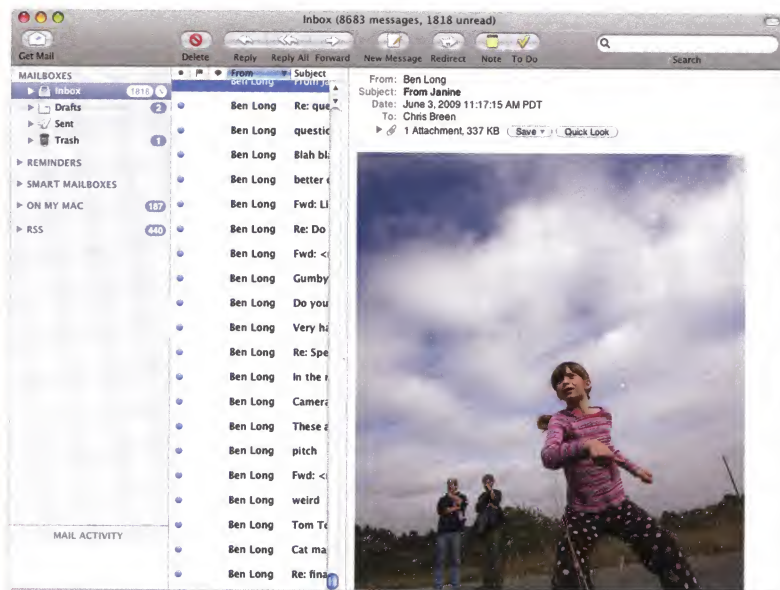 Inbox (8683 messages, 1818 unread)
Get Mail
Delete
Reply
Reply All
Forward
New Message
Redirect
Note
To Do
Search
MAILBOXES
Inbox 1818
Drafts 2
Sent
Trash 1
REMINDERS
SMART MAILBOXES
ON MY MAC 187
RSS 440
MAIL ACTIVITY
From Subject
Ben Long From Ja
Ben Long Re: que
Ben Long questic
Ben Long Blah bl
Ben Long better
Ben Long Fwd: Li
Ben Long Re: Do
Ben Long Fwd: <
Ben Long Gumby
Ben Long Do you
Ben Long Very ha
Ben Long Re: Spe
Ben Long In the
Ben Long Camera
Ben Long These a
Ben Long pitch
Ben Long Fwd: <
Ben Long weird
Ben Long Tom Te
Ben Long Cat ma
Ben Long Re: fina
From: Ben Long
Subject: From Janine
Date: June 3, 2009 11:17:15 AM PDT
To: Chris Breen
1 Attachment, 337 KB Save Quick Look